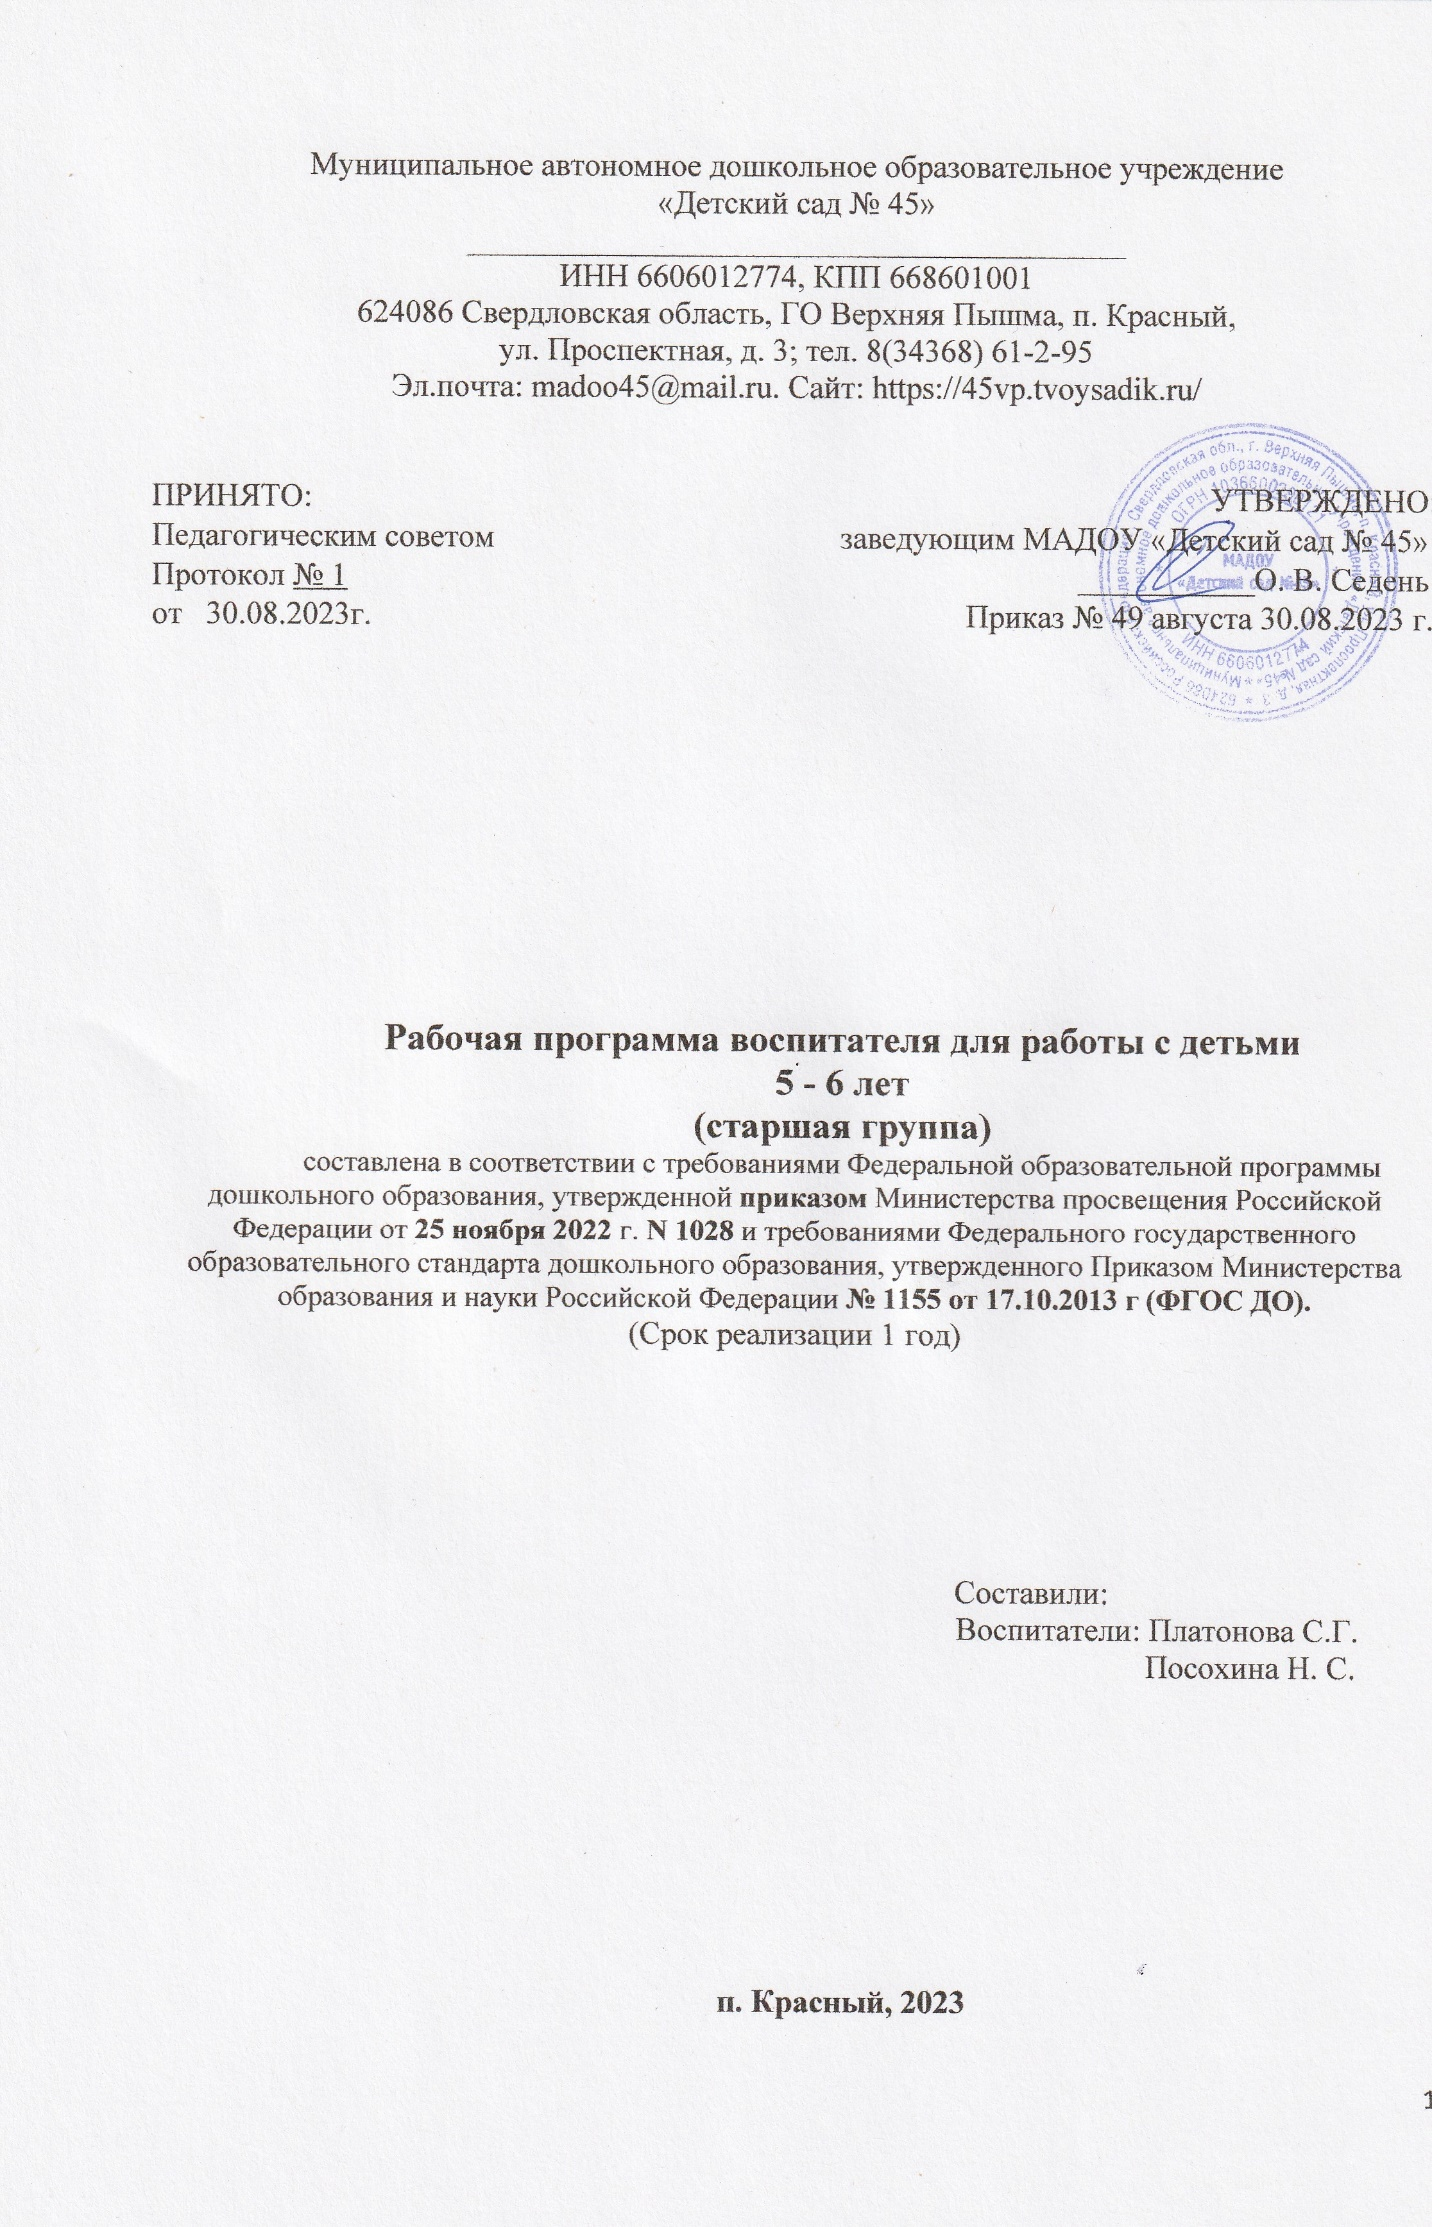 Муниципальное автономное дошкольное образовательное учреждение
«Детский сад № 45»
ИНН 6606012774, КПП 668601001
624086 Свердловская область, ГО Верхняя Пышма, п. Красный,
ул. Проспектная, д. 3; тел. 8(34368) 61-2-95
Эл.почта: madoo45@mail.ru. Сайт: https://45vp.tvoysadik.ru/
ПРИНЯТО:
Педагогическим советом
Протокол № 1
от 30.08.2023г.
УТВЕРЖДЕНО
заведующим МАДОУ «Детский сад № 45»
____________О. В. Седень
Приказ № 49 августа 30.08.2023 г.
МАДОУ
«Детский сад
ИНН 6606012774
Рабочая программа воспитателя для работы с детьми
5 - 6 лет
(старшая группа)
составлена в соответствии с требованиями Федеральной образовательной программы
дошкольного образования, утвержденной приказом Министерства просвещения Российской
Федерации от 25 ноября 2022 г. N 1028 и требованиями Федерального государственного
образовательного стандарта дошкольного образования, утвержденного Приказом Министерства
образования и науки Российской Федерации № 1155 от 17.10.2013 г (ФГОС ДО).
(Срок реализации 1 год)
Составили:
Воспитатели: Платонова С.Г.
Посохина Н. С.
п. Красный, 2023
1